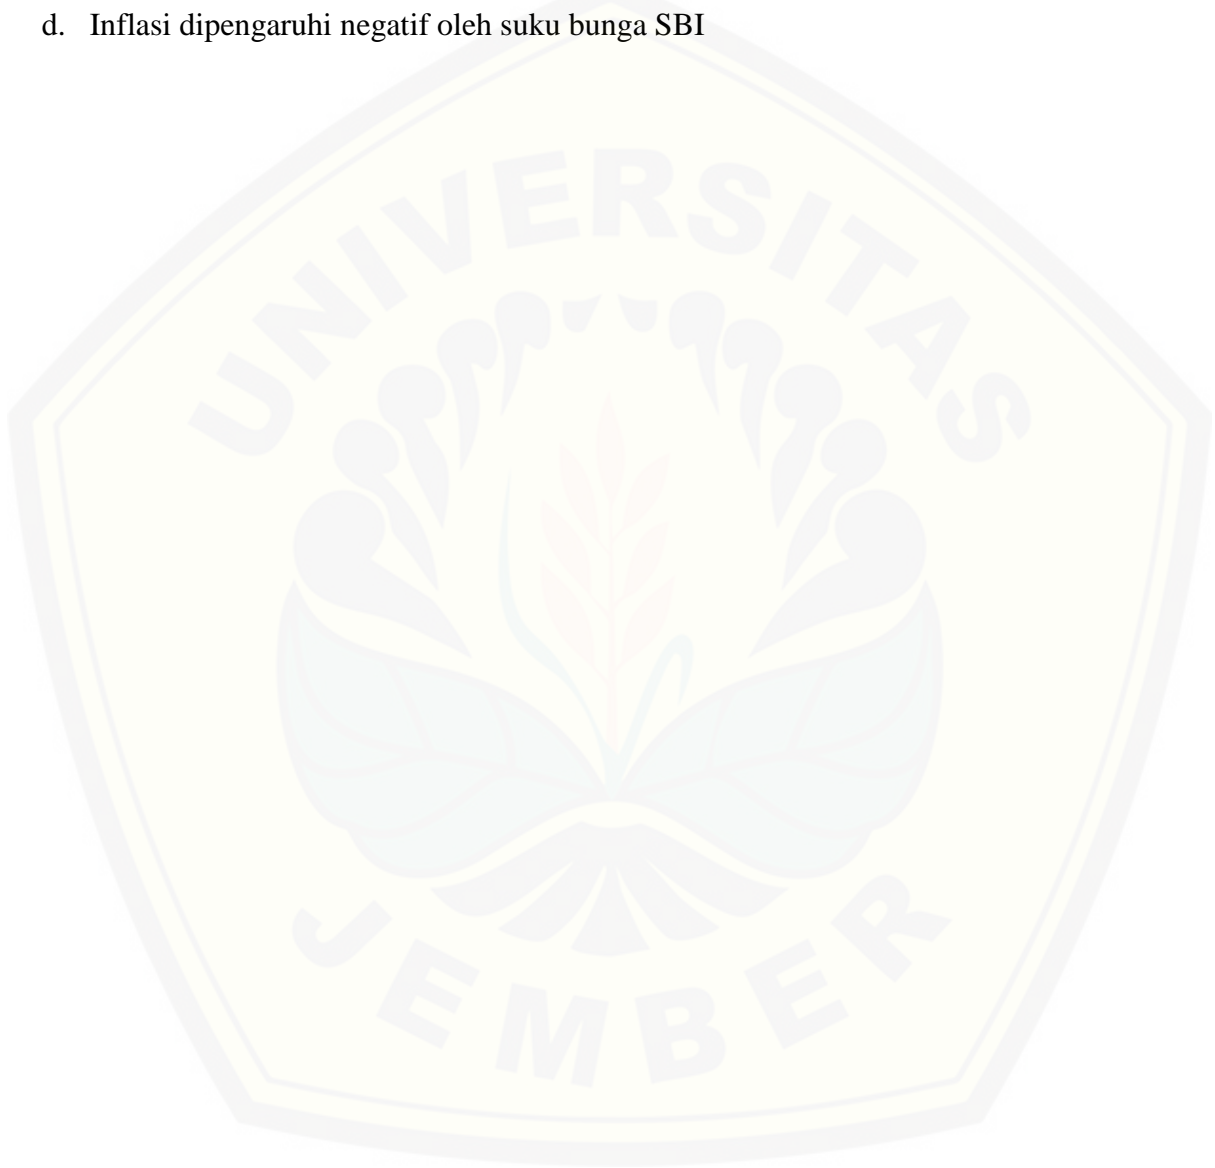 d. Inflasi dipengaruhi negatif oleh suku bunga SBI
UNIVERSITAS
JEMBER